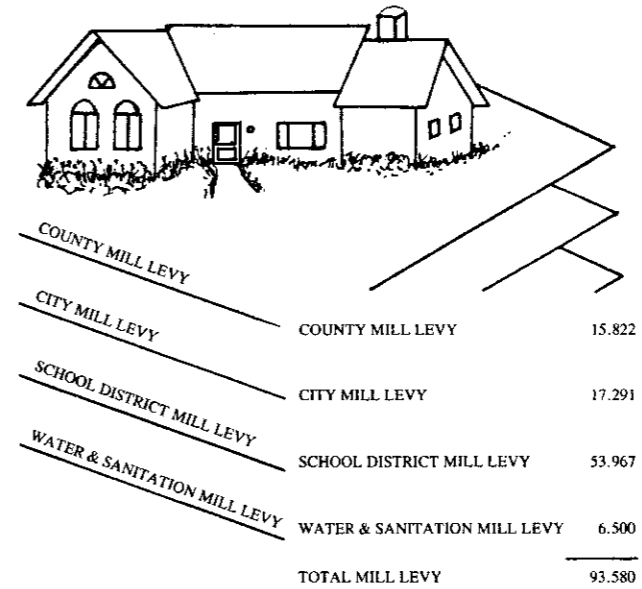 COUNTY MILL LEVY
CITY MILL LEVY
SCHOOL DISTRICT MILL LEVY
WATER & SANITATION MILL LEVY
COUNTY MILL LEVY 15.822
CITY MILL LEVY 17.291
SCHOOL DISTRICT MILL LEVY 53.967
WATER & SANITATION MILL LEVY 6.500
TOTAL MILL LEVY 93.580